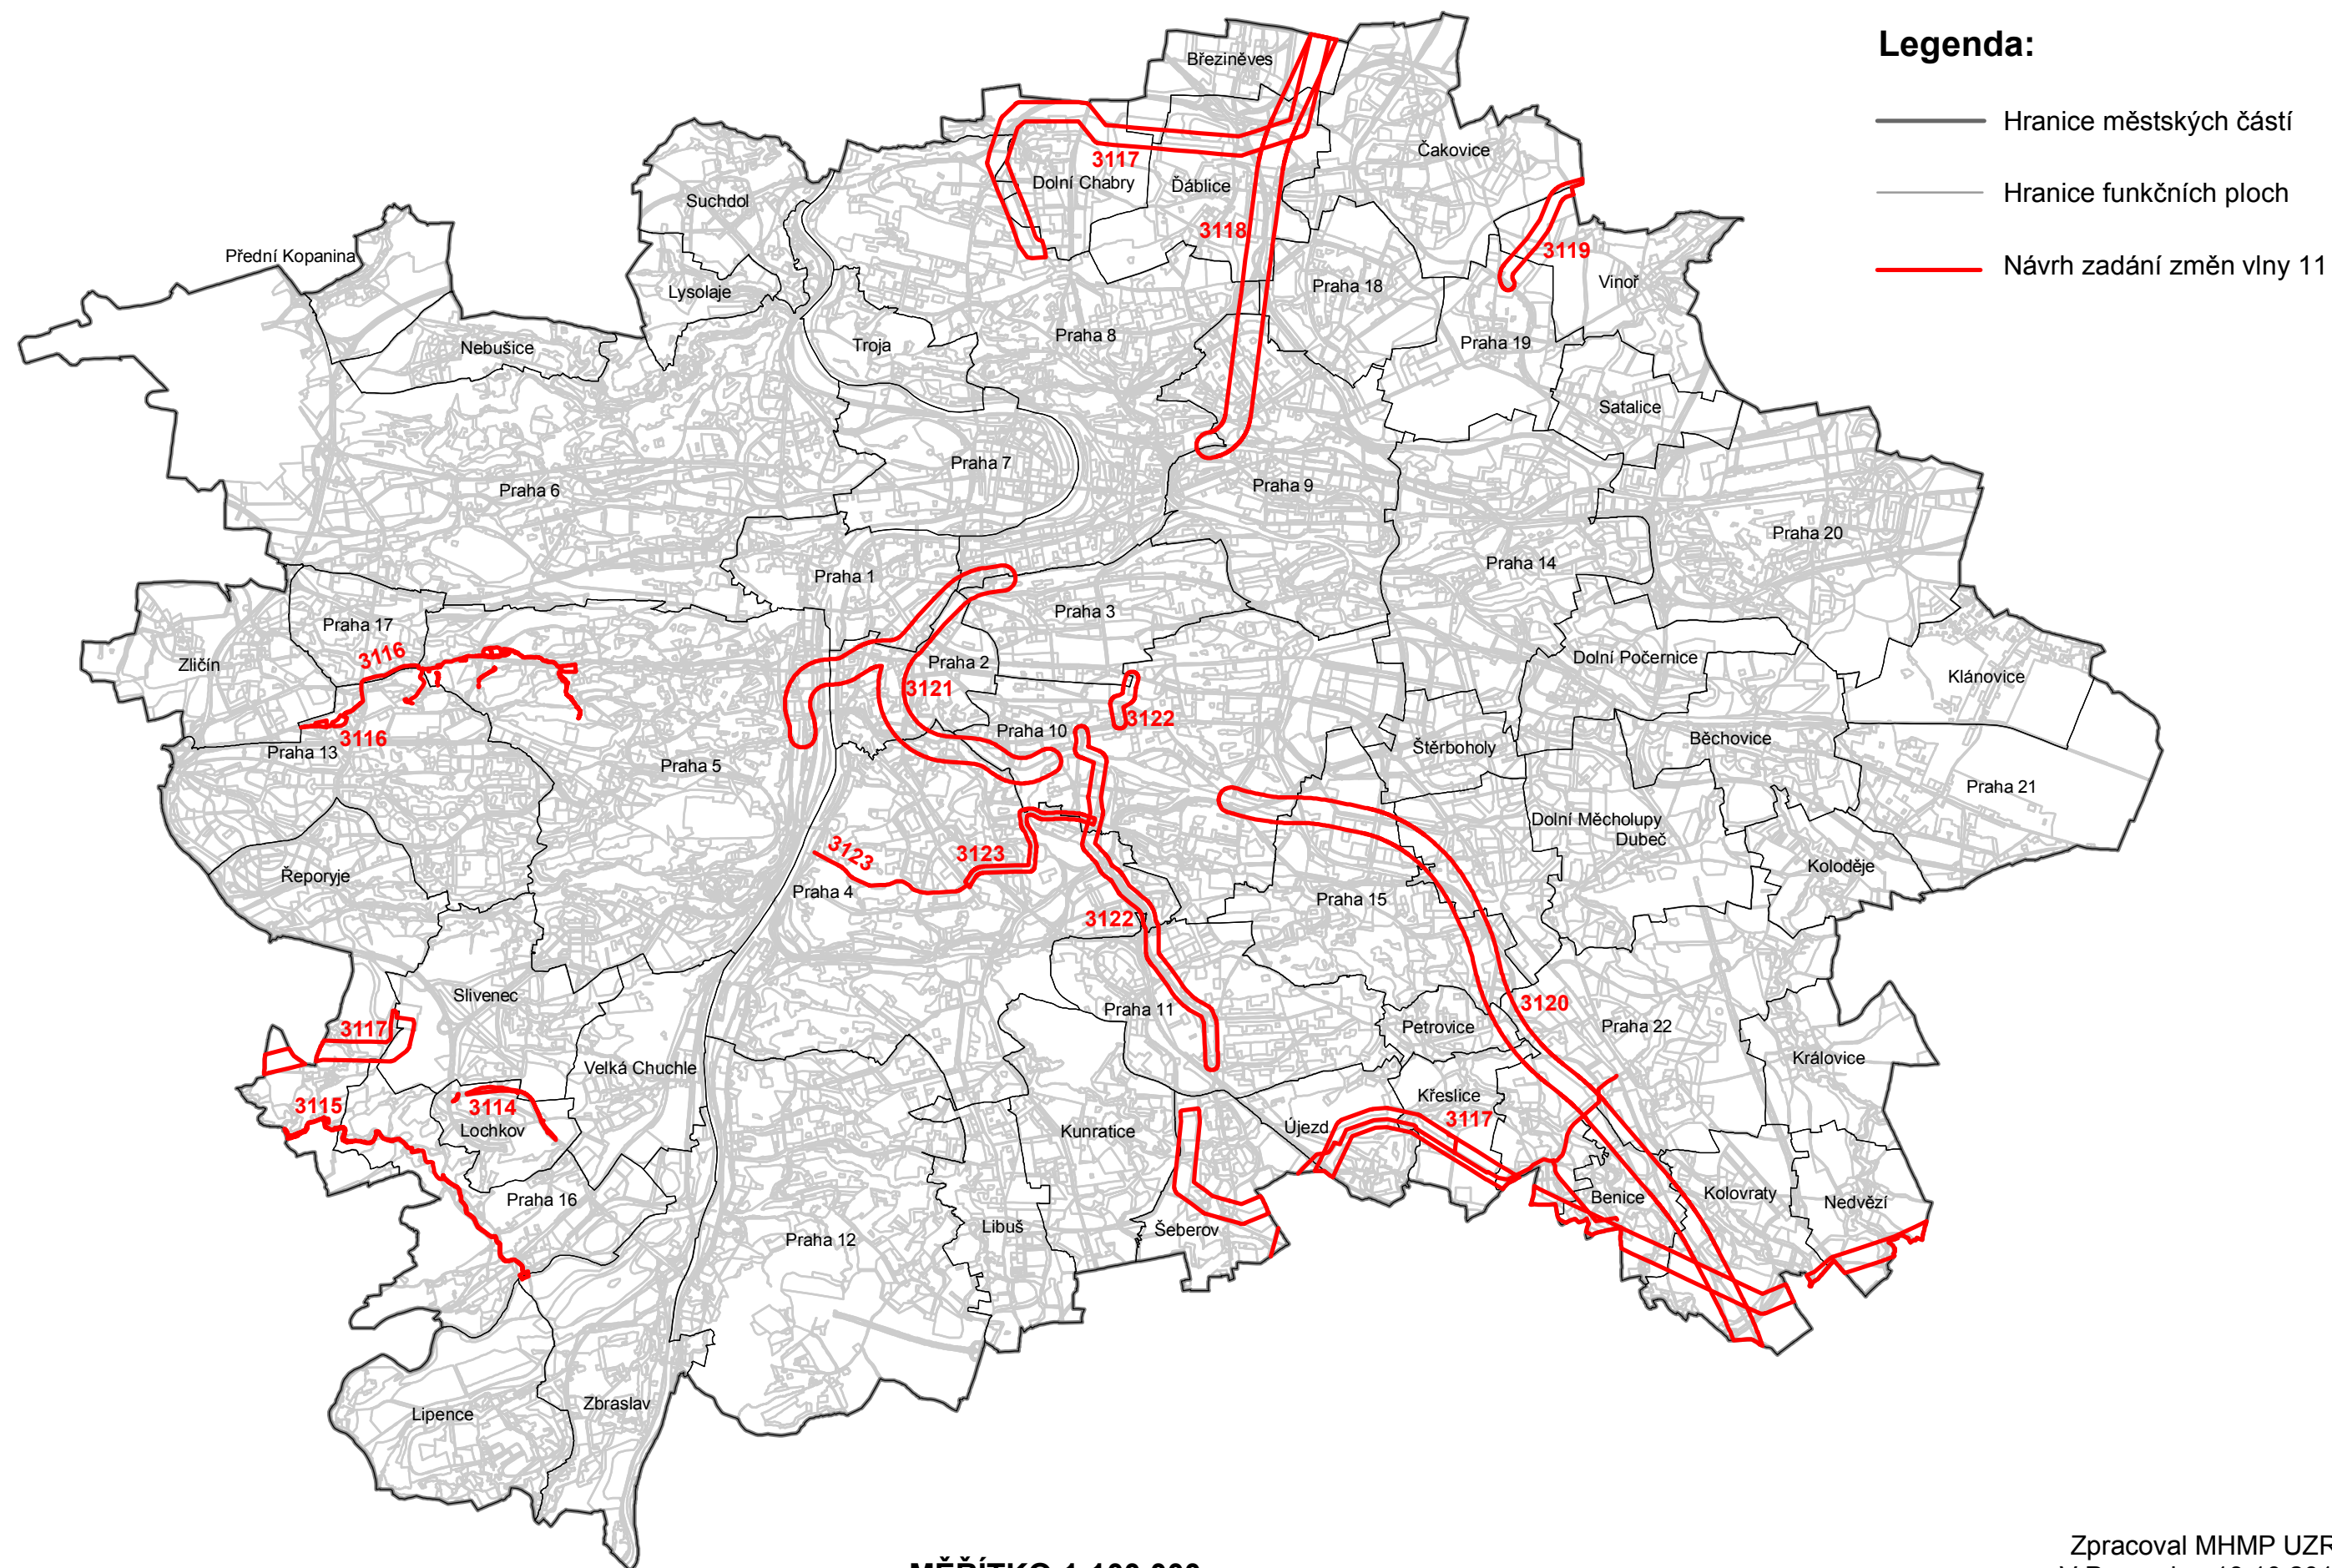 Legenda:
Hranice městských částí
Hranice funkčních ploch
Návrh zadání změn vlny 11
Březiněves
Čakovice
3117
Dolní Chabry
Ďáblice
Suchdol
3118
3119
Přední Kopanina
Lysolaje
Praha 18
Vinoř
Nebušice
Troja
Praha 8
Praha 19
Satalice
Praha 7
Praha 6
Praha 9
Praha 20
Praha 14
Praha 1
Praha 3
Praha 17
3116
Zličín
Praha 2
Dolní Počernice
Klánovice
3121
3122
Praha 10
3116
Praha 13
Štěrboholy
Běchovice
Praha 5
Praha 21
Dolní Měcholupy
Dubeč
3123
3123
Koloděje
Řeporyje
Praha 4
Praha 15
3122
Slivenec
Praha 11
3120
3117
Petrovice
Praha 22
Královice
Velká Chuchle
Křeslice
3115
3114
3117
Lochkov
Kunratice
Újezd
Praha 16
Benice
Kolovraty
Nedvězí
Praha 12
Libuš
Šeberov
Lipence
Zbraslav
Zpracoval MHMP UZR